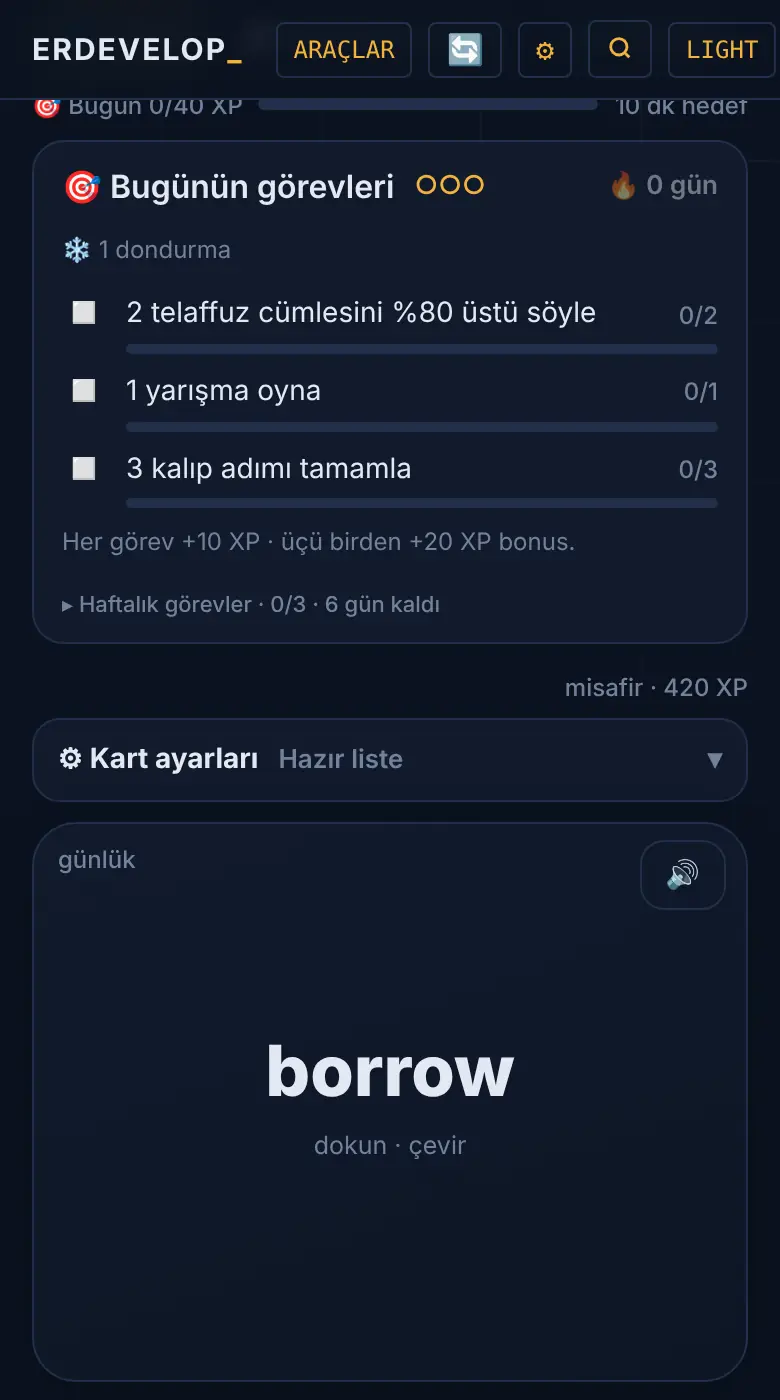 ERDEVELOP_ ARAÇLAR LIGHT
Bugün 0/40 XP 10 dk hedef
Bugünün görevleri 0 gün
1 dondurma
2 telaffuz cümlesini %80 üstü söyle 0/2
1 yarışma oyna 0/1
3 kalıp adımı tamamla 0/3
Her görev +10 XP · üçü birden +20 XP bonus.
▸ Haftalık görevler · 0/3 · 6 gün kaldı
misafir · 420 XP
Kart ayarları Hazır liste ▼
günlük
borrow
dokun · çevir